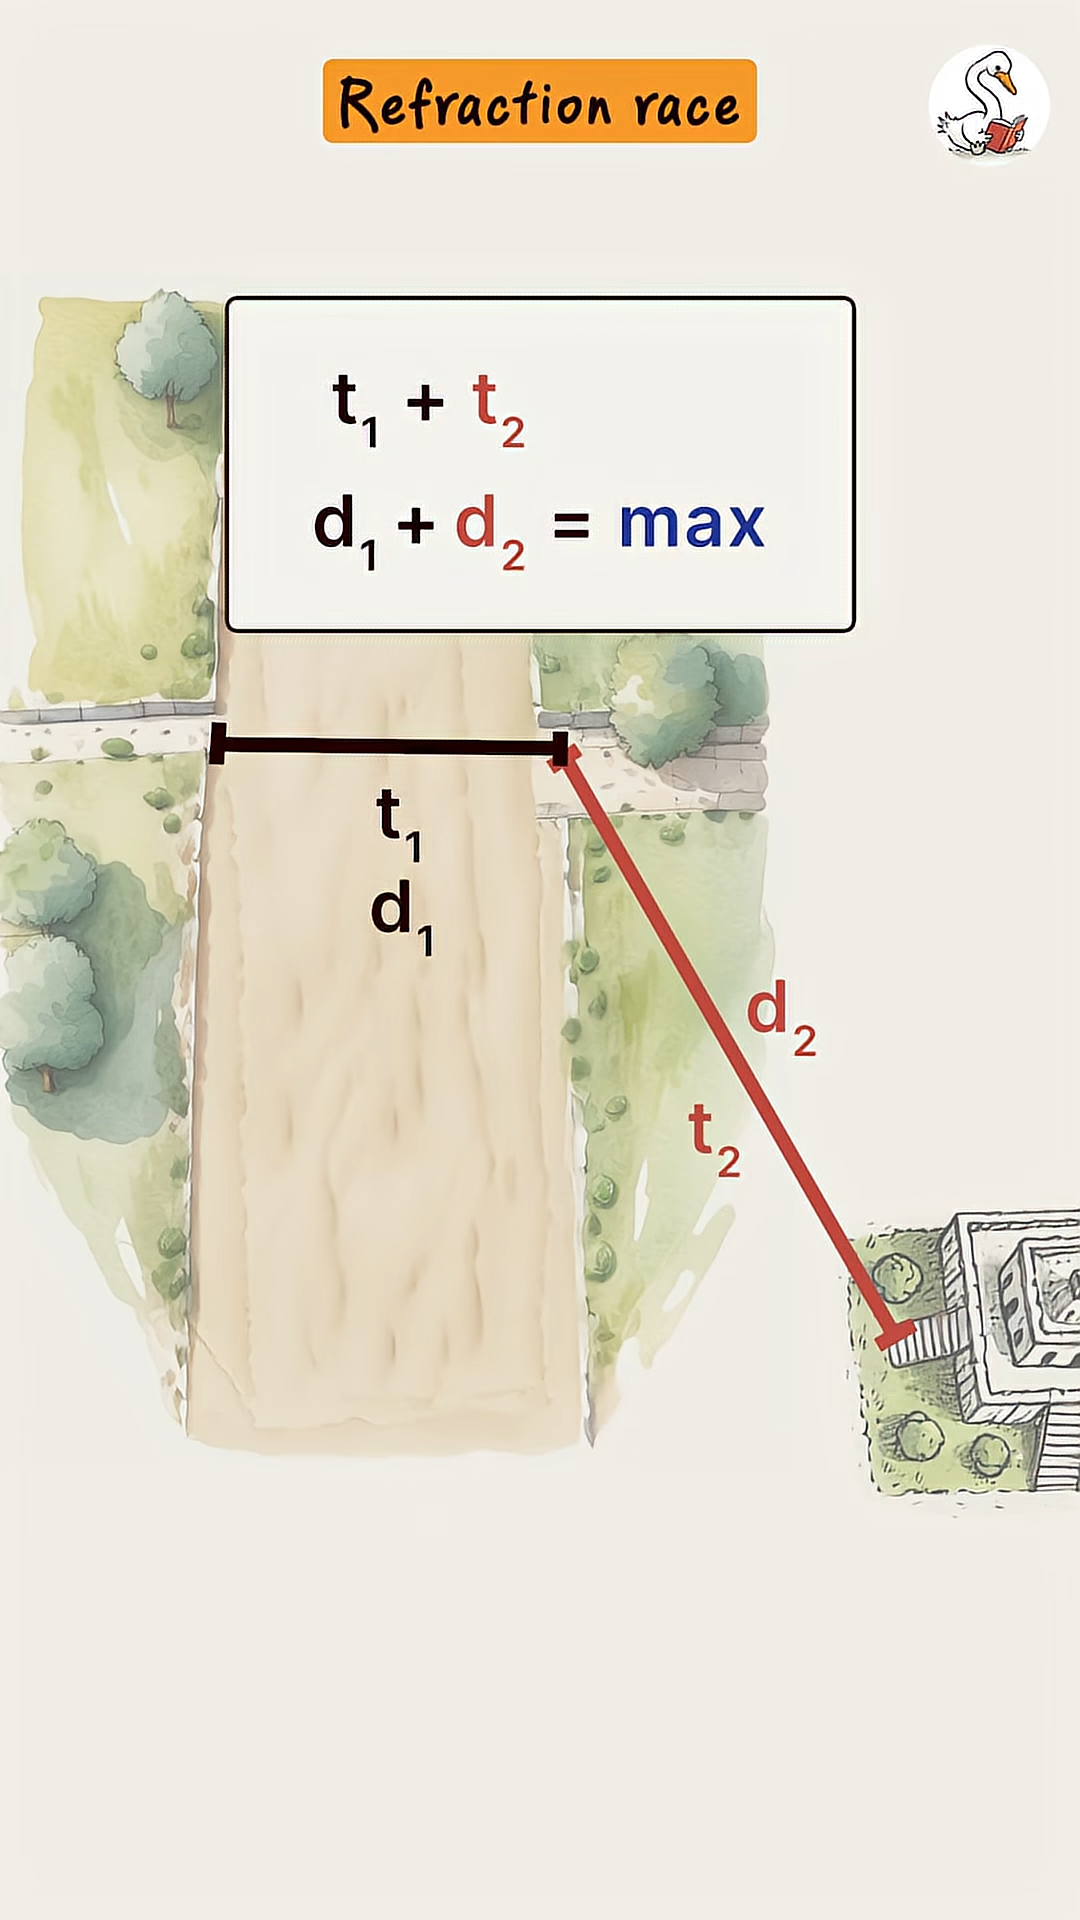 Refraction race
t₁ + t₂
d₁ + d₂ = max
t₁
d₁
d₂
t₂